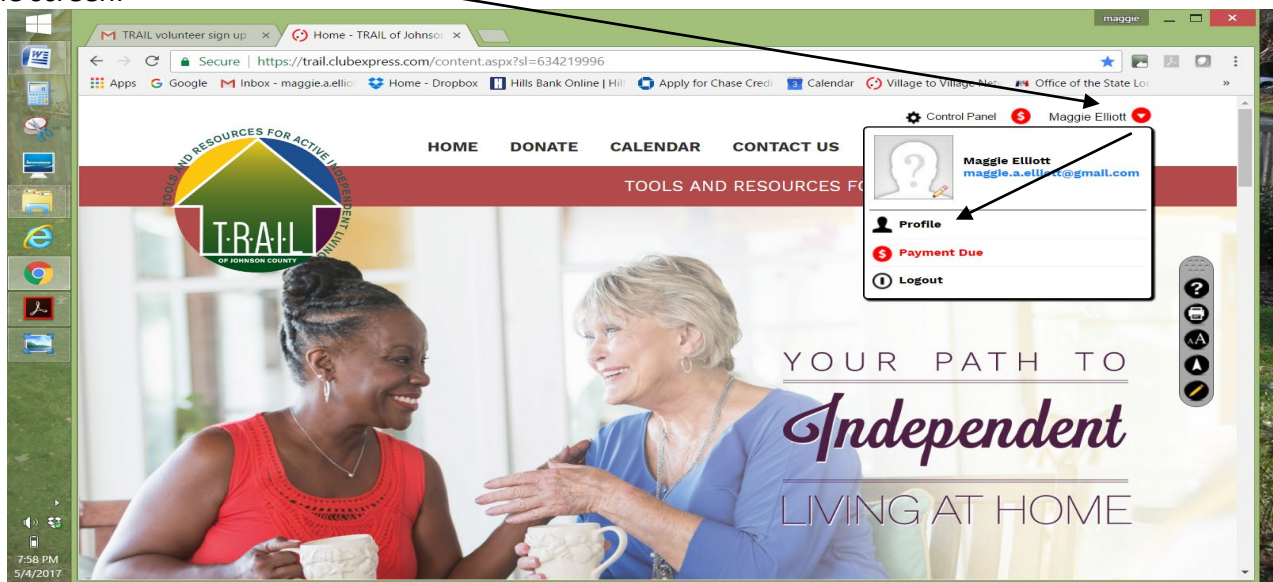 maggie
TRAIL volunteer sign up
Home - TRAIL of Johnson
Secure | https://trail.clubexpress.com/content.aspx?sl=634219996
Apps Google Inbox - maggie.a.ellio Home - Dropbox Hills Bank Online | Hill Apply for Chase Credi Calendar Village to Village Net Office of the State Lo »
Control Panel Maggie Elliott
HOME DONATE CALENDAR CONTACT US
Maggie Elliott
maggie.a.elliott@gmail.com
TOOLS AND RESOURCES FO
Profile
Payment Due
Logout
TOOLS AND RESOURCES FOR ACTIVE INDEPENDENT LIVING
T·R·A·I·L
OF JOHNSON COUNTY
YOUR PATH TO
Independent
LIVING AT HOME
7:58 PM
5/4/2017